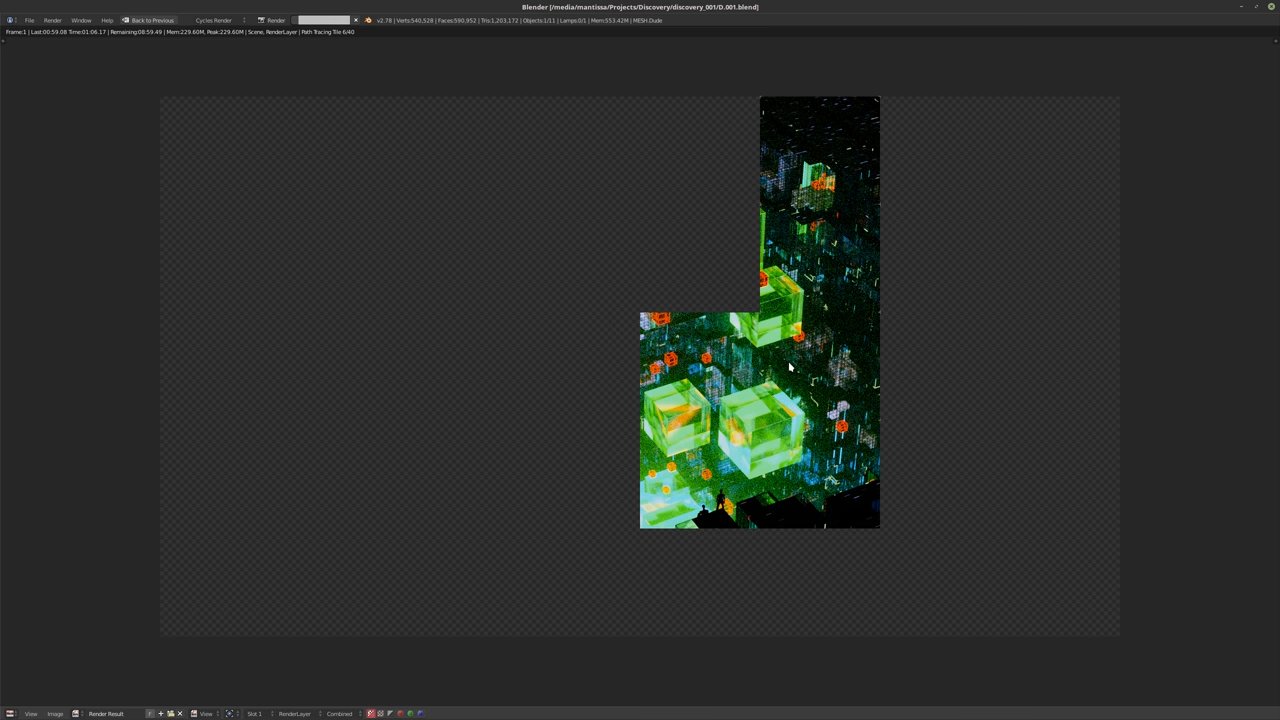 Blender [/media/mantissa/Projects/Discovery/discovery_001/D.001.blend]
File Render Window Help Back to Previous Cycles Render Render v2.78 | Verts:540,528 | Faces:590,952 | Tris:1,203,172 | Objects:1/11 | Lamps:0/1 | Mem:553.42M | MESH.Dude
Frame:1 | Last:00:59.08 Time:01:06.17 | Remaining:08:59.49 | Mem:229.60M, Peak:229.60M | Scene, RenderLayer | Path Tracing Tile 6/40
View Image Render Result F View Slot 1 RenderLayer Combined